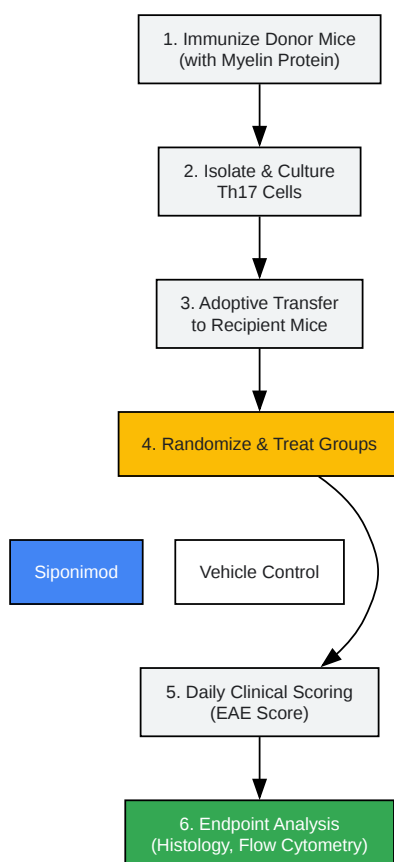 1. Immunize Donor Mice
(with Myelin Protein)
2. Isolate & Culture
Th17 Cells
3. Adoptive Transfer
to Recipient Mice
4. Randomize & Treat Groups
Siponimod
Vehicle Control
5. Daily Clinical Scoring
(EAE Score)
6. Endpoint Analysis
(Histology, Flow Cytometry)